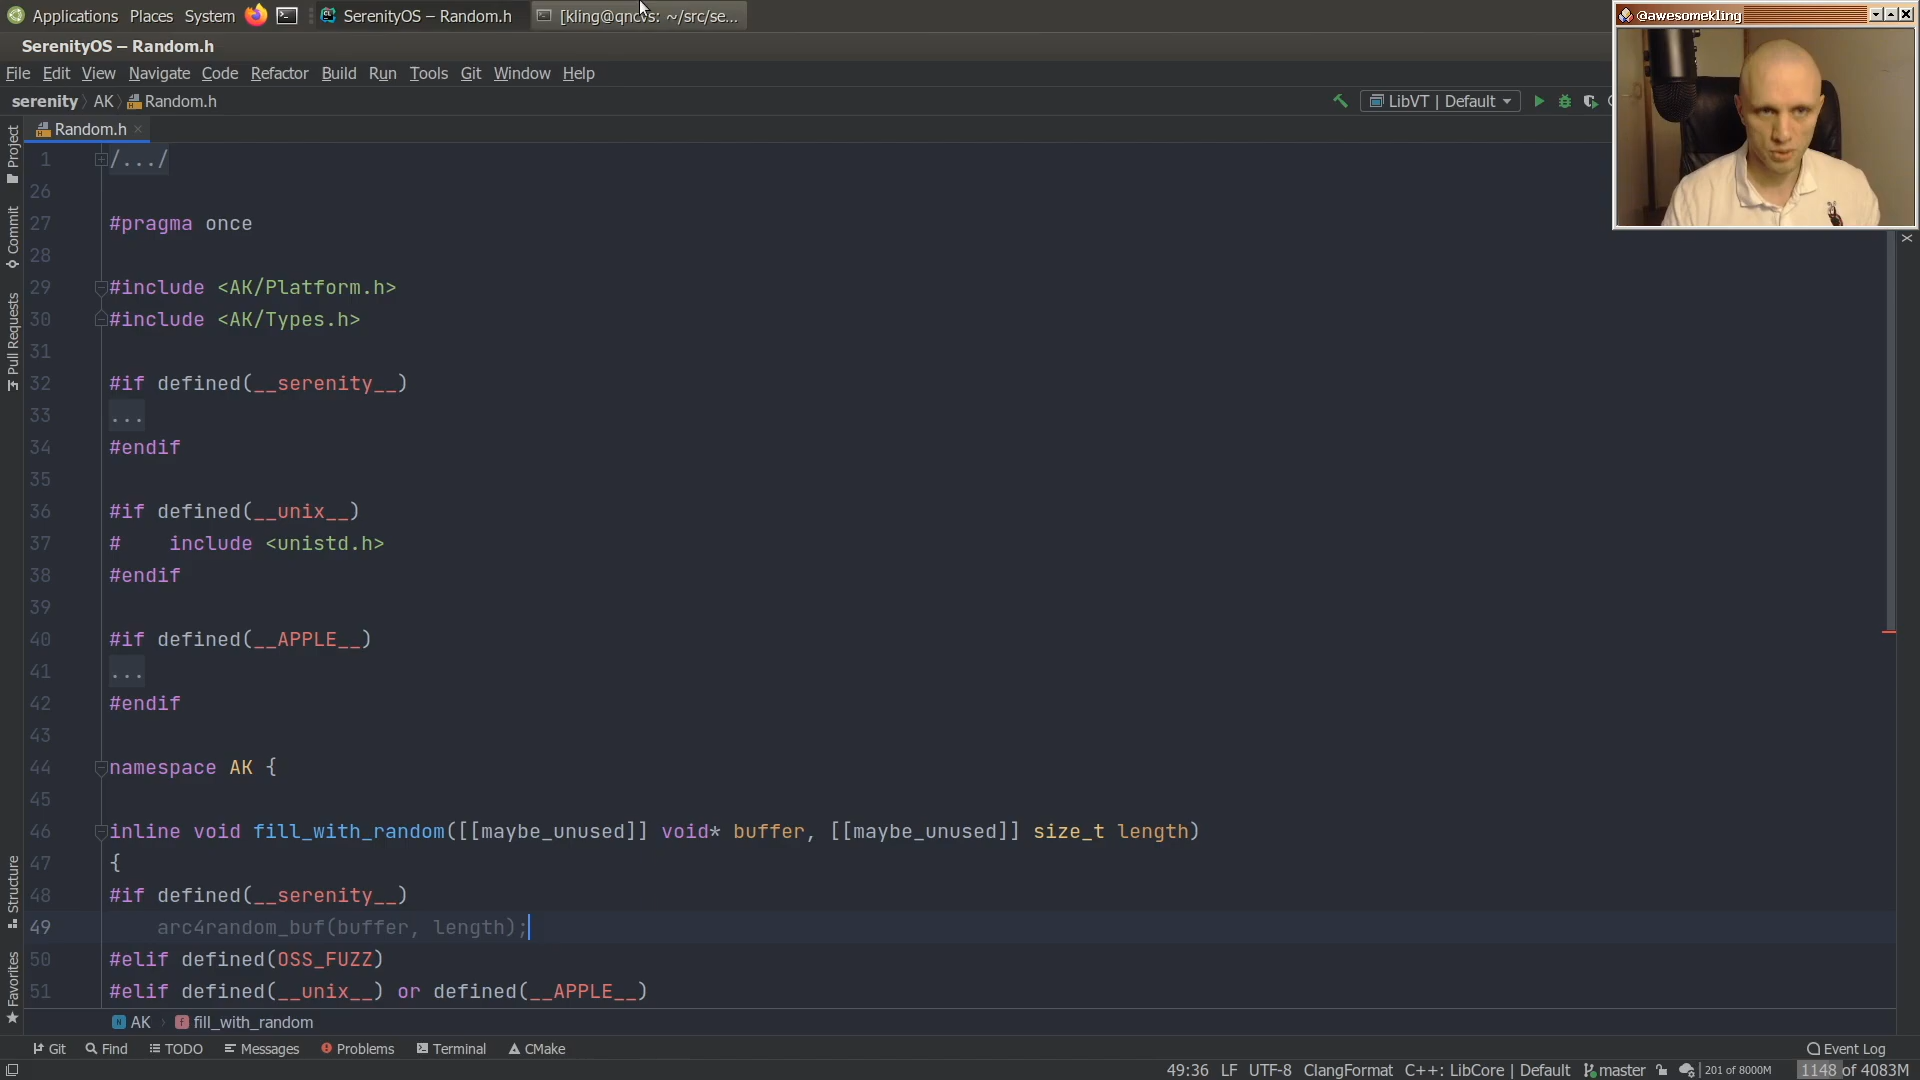 Applications Places System SerenityOS – Random.h [kling@qncvs: ~/src/se...
@awesomekling
SerenityOS – Random.h
File Edit View Navigate Code Refactor Build Run Tools Git Window Help
serenity AK Random.h LibVT | Default
Random.h
Project
Commit
Pull Requests
Structure
Favorites
1 /.../
26
27 #pragma once
28
29 #include <AK/Platform.h>
30 #include <AK/Types.h>
31
32 #if defined(__serenity__)
33 ...
34 #endif
35
36 #if defined(__unix__)
37 #    include <unistd.h>
38 #endif
39
40 #if defined(__APPLE__)
41 ...
42 #endif
43
44 namespace AK {
45
46 inline void fill_with_random([[maybe_unused]] void* buffer, [[maybe_unused]] size_t length)
47 {
48 #if defined(__serenity__)
49     arc4random_buf(buffer, length);
50 #elif defined(OSS_FUZZ)
51 #elif defined(__unix__) or defined(__APPLE__)
AK fill_with_random
Git Find TODO Messages Problems Terminal CMake Event Log
49:36 LF UTF-8 ClangFormat C++: LibCore | Default master 201 of 8000M 1148 of 4083M